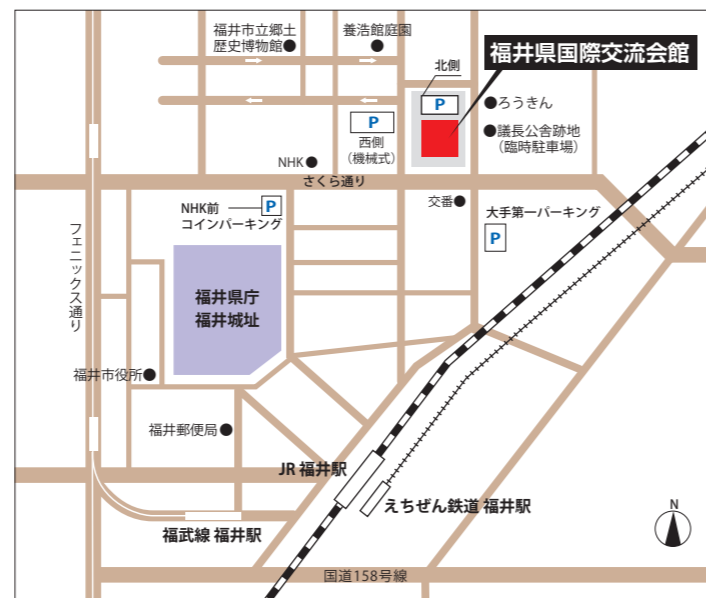 福井市立郷土
歴史博物館
養浩館庭園
福井県国際交流会館
北側
P
ろうきん
P
西側
（機械式）
議長公舎跡地
（臨時駐車場）
NHK
さくら通り
NHK前
コインパーキング
P
交番
大手第一パーキング
P
フェニックス通り
福井県庁
福井城址
福井市役所
福井郵便局
JR 福井駅
えちぜん鉄道 福井駅
福武線 福井駅
N
国道158号線